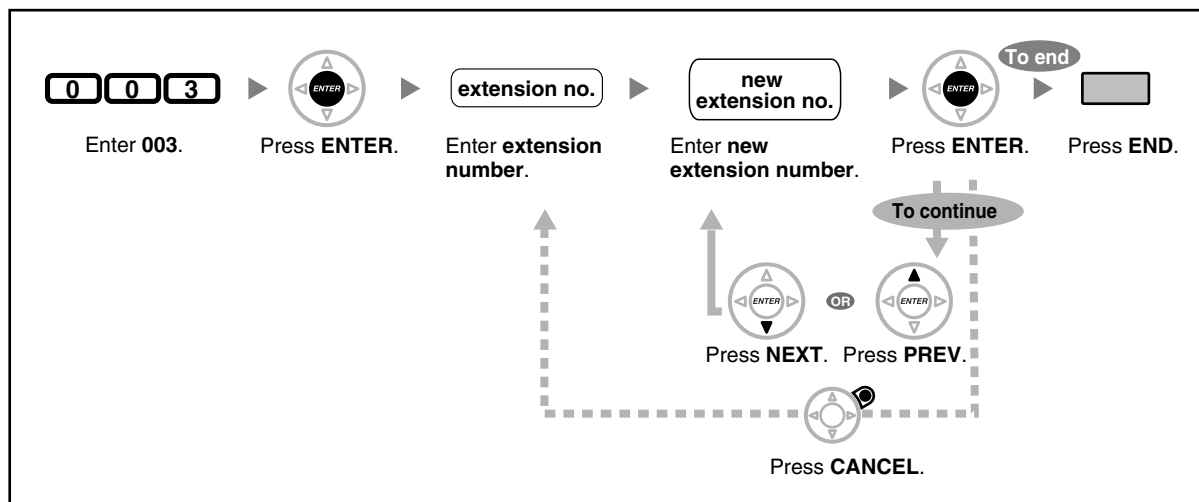 0 0 3
ENTER
extension no.
new
extension no.
ENTER
To end
Enter 003.
Press ENTER.
Enter extension
number.
Enter new
extension number.
Press ENTER.
Press END.
To continue
ENTER
OR
ENTER
Press NEXT.
Press PREV.
Press CANCEL.